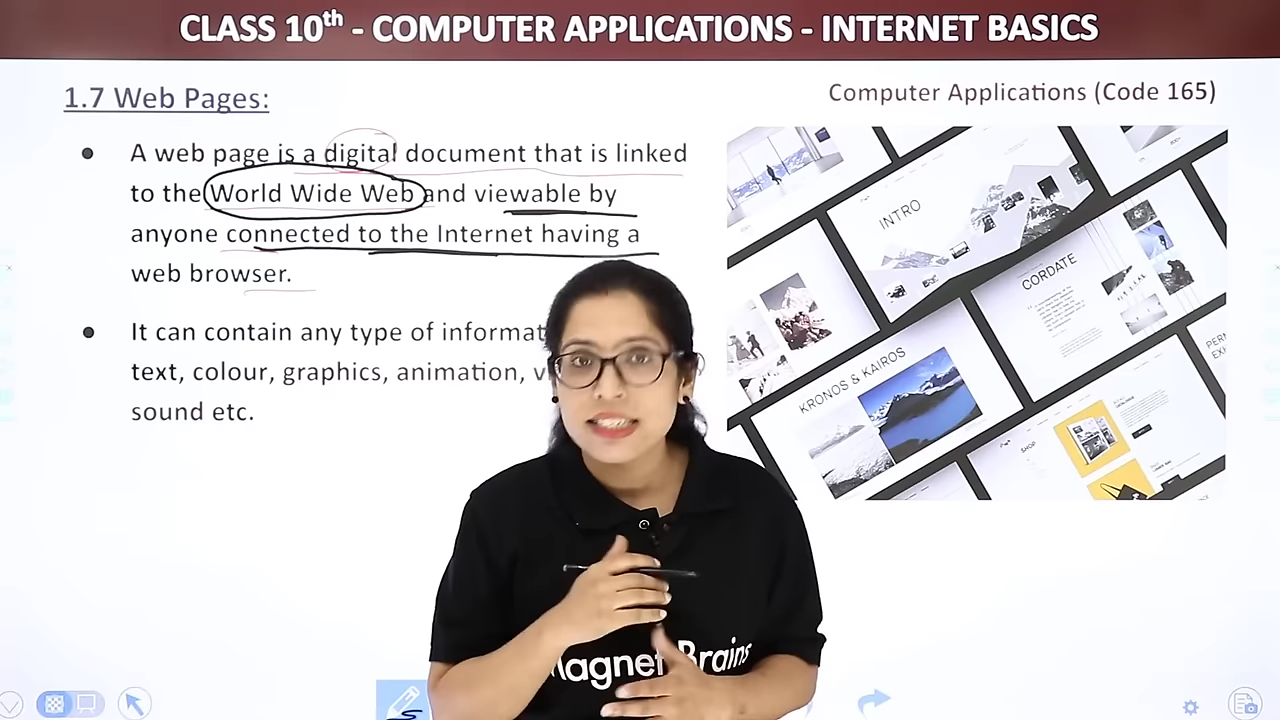 CLASS 10th - COMPUTER APPLICATIONS - INTERNET BASICS
1.7 Web Pages:
Computer Applications (Code 165)
● A web page is a digital document that is linked
to the World Wide Web and viewable by
anyone connected to the Internet having a
web browser.
● It can contain any type of
text, colour, graphics, animation,
sound etc.
INTRO
CORDATE
KRONOS & KAIROS
SHOP
Magnet Brains